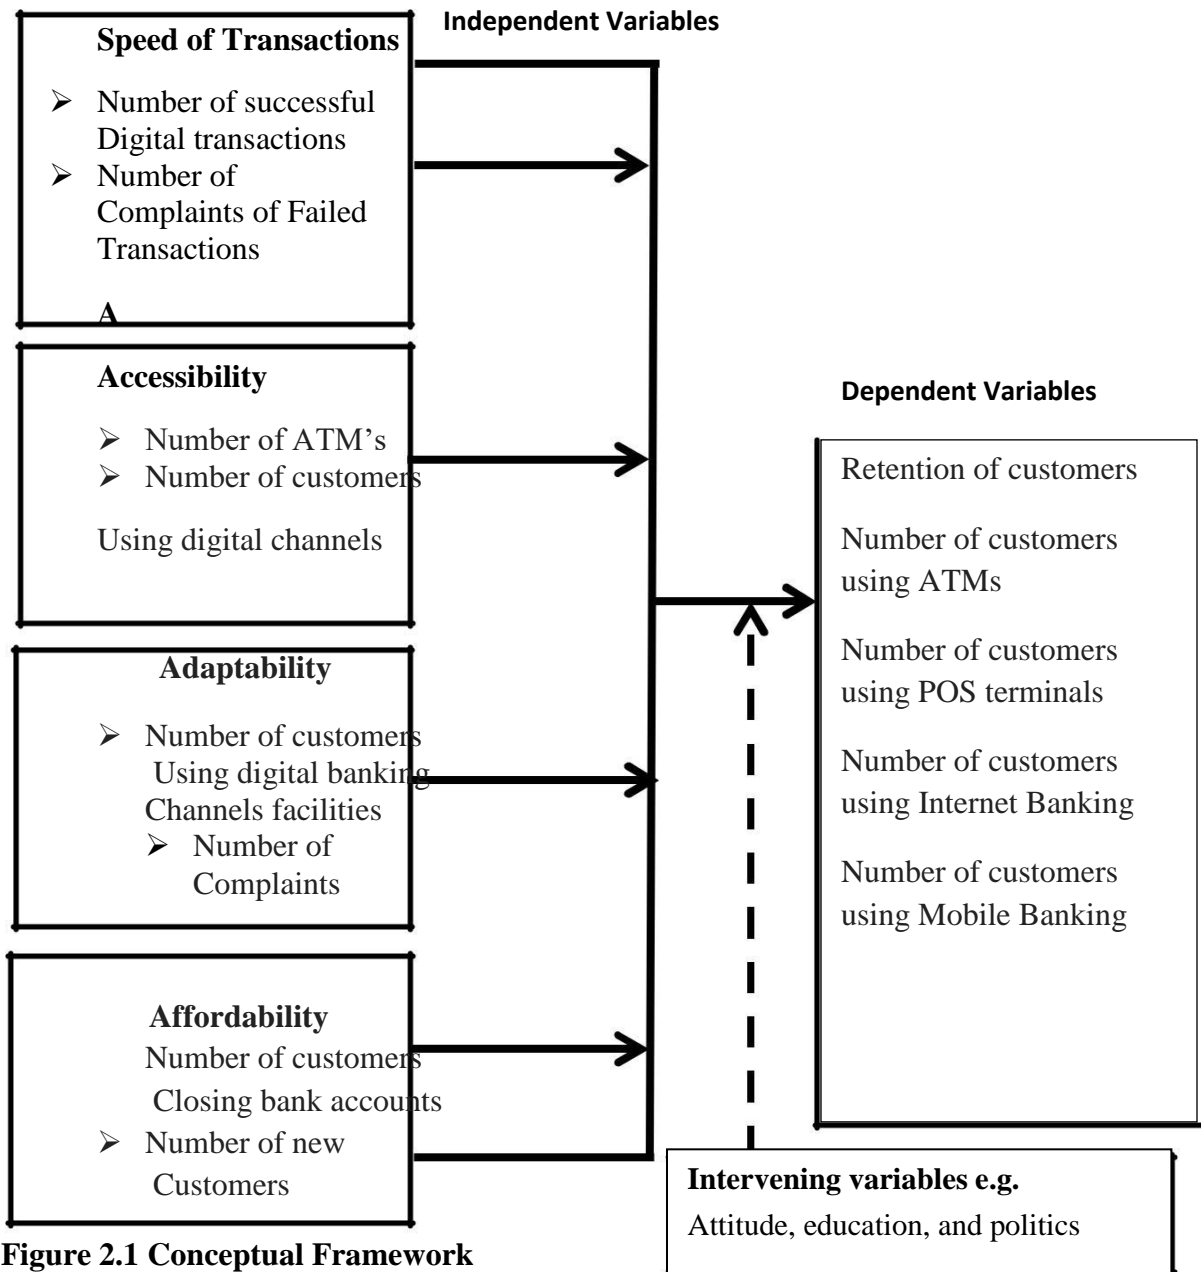 Independent Variables
Speed of Transactions
➢ Number of successful
Digital transactions
➢ Number of
Complaints of Failed
Transactions
A
Accessibility
➢ Number of ATM’s
➢ Number of customers
Using digital channels
Adaptability
➢ Number of customers
Using digital banking
Channels facilities
➢ Number of
Complaints
Affordability
Number of customers
Closing bank accounts
➢ Number of new
Customers
Dependent Variables
Retention of customers
Number of customers
using ATMs
Number of customers
using POS terminals
Number of customers
using Internet Banking
Number of customers
using Mobile Banking
Intervening variables e.g.
Attitude, education, and politics
Figure 2.1 Conceptual Framework